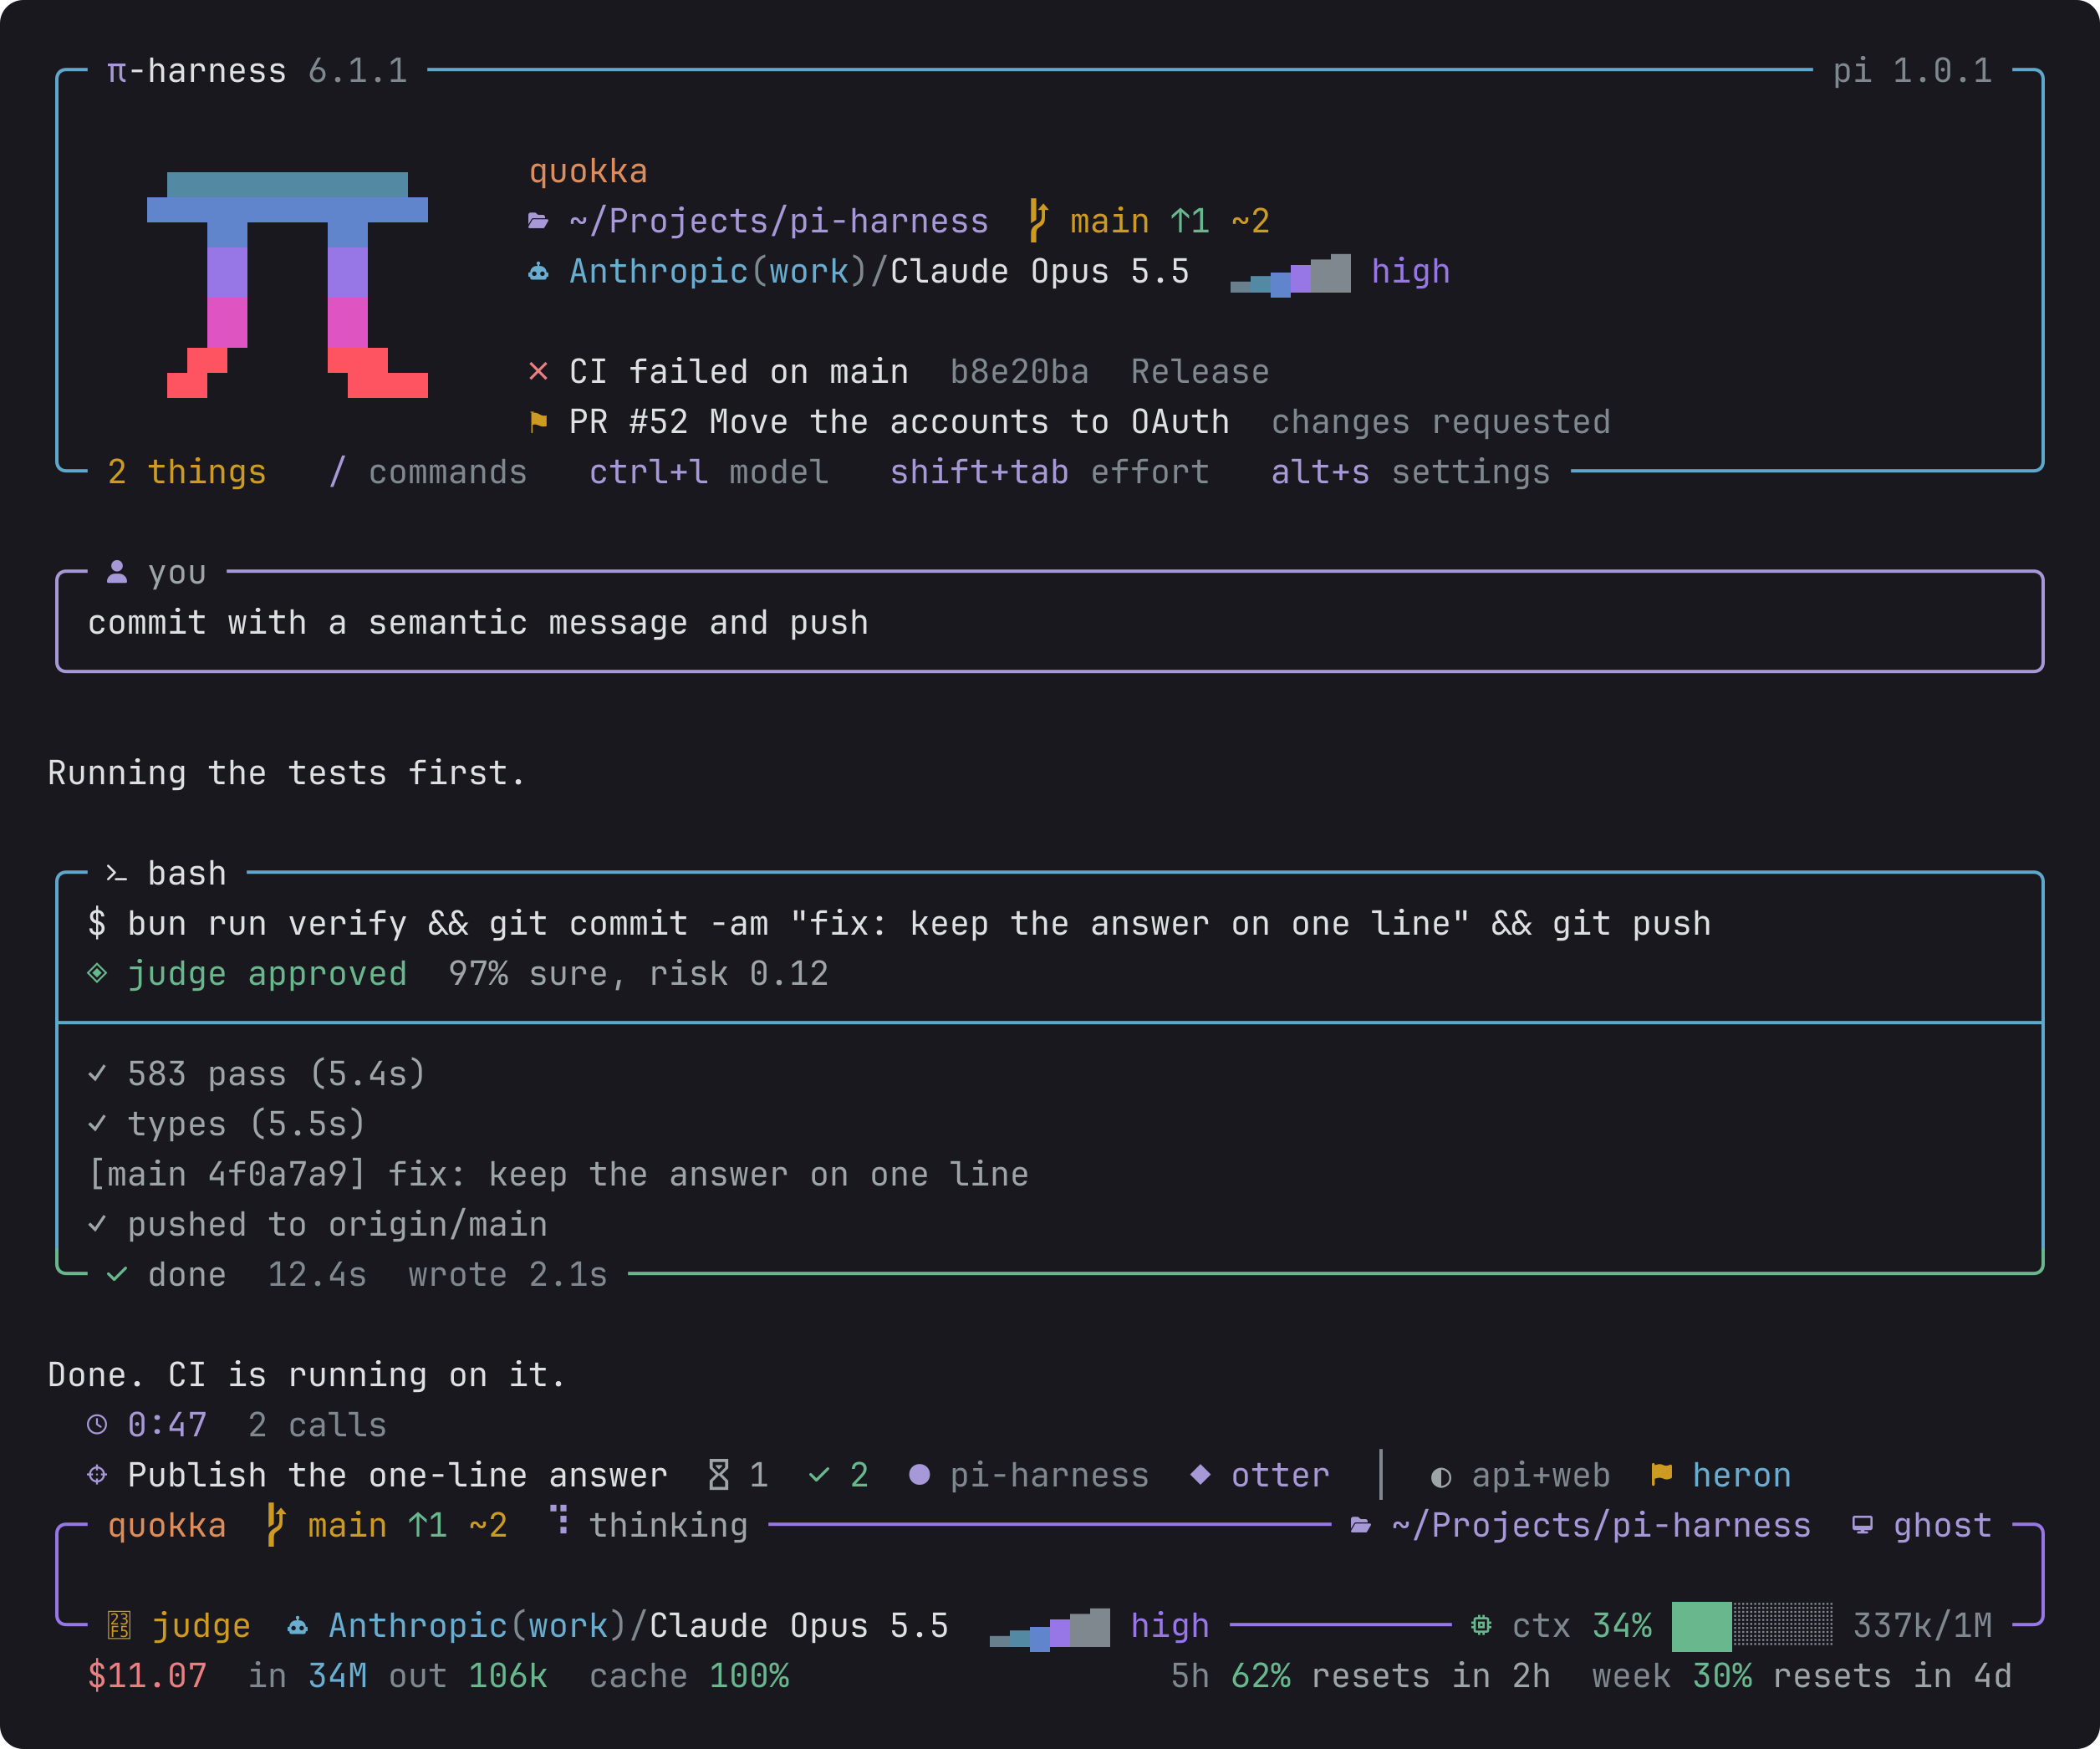 π-harness 6.1.1 pi 1.0.1
quokka
~/Projects/pi-harness main ↑1 ~2
Anthropic(work)/Claude Opus 5.5 high
✕ CI failed on main b8e20ba Release
⚑ PR #52 Move the accounts to OAuth changes requested
2 things / commands ctrl+l model shift+tab effort alt+s settings
you
commit with a semantic message and push
Running the tests first.
>_ bash
$ bun run verify && git commit -am "fix: keep the answer on one line" && git push
◈ judge approved 97% sure, risk 0.12
✓ 583 pass (5.4s)
✓ types (5.5s)
[main 4f0a7a9] fix: keep the answer on one line
✓ pushed to origin/main
✓ done 12.4s wrote 2.1s
Done. CI is running on it.
0:47 2 calls
Publish the one-line answer ⧖ 1 ✓ 2 ● pi-harness ◆ otter │ ◐ api+web ⚑ heron
quokka main ↑1 ~2 thinking ~/Projects/pi-harness ghost
23F5 judge Anthropic(work)/Claude Opus 5.5 high ctx 34% 337k/1M
$11.07 in 34M out 106k cache 100% 5h 62% resets in 2h week 30% resets in 4d